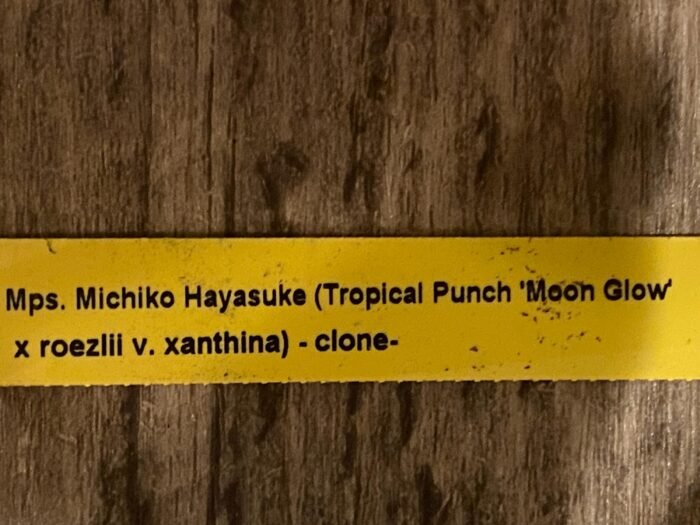 Mps. Michiko Hayasuke (Tropical Punch 'Moon Glow'
x roezlii v. xanthina) - clone-